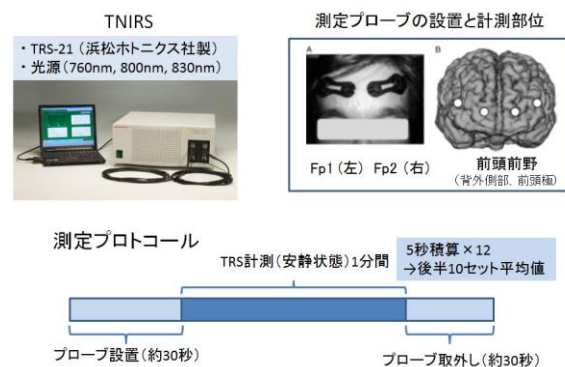 TNIRS
・TRS-21（浜松ホトニクス社製）
・光源（760nm, 800nm, 830nm）
測定プローブの設置と計測部位
A
B
Fp1（左） Fp2（右）
前頭前野
（背外側部、前頭極）
測定プロトコール
TRS計測（安静状態）1分間
5秒積算×12
→後半10セット平均値
プローブ設置（約30秒）
プローブ取外し（約30秒）